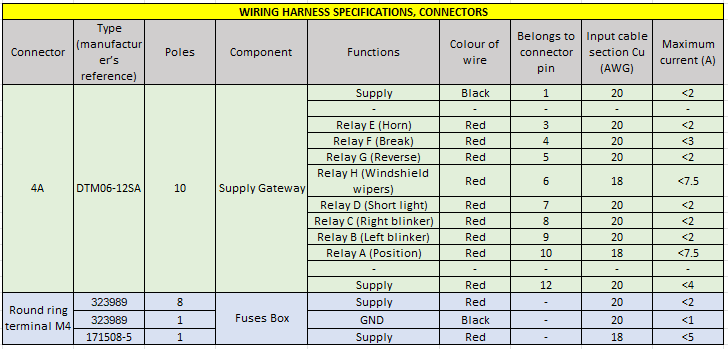 WIRING HARNESS SPECIFICATIONS, CONNECTORS
Connector Type (manufactur er's reference) Poles Component Functions Colour of wire Belongs to connector pin Input cable section Cu (AWG) Maximum current (A)
4A DTM06-12SA 10 Supply Gateway
Supply Black 1 20 <2
- - - - -
Relay E (Horn) Red 3 20 <2
Relay F (Break) Red 4 20 <3
Relay G (Reverse) Red 5 20 <2
Relay H (Windshield wipers) Red 6 18 <7.5
Relay D (Short light) Red 7 20 <2
Relay C (Right blinker) Red 8 20 <2
Relay B (Left blinker) Red 9 20 <2
Relay A (Position) Red 10 18 <7.5
- - - - -
Supply Red 12 20 <4
Round ring terminal M4 Fuses Box
323989 8 Supply Red - 20 <2
323989 1 GND Black - 20 <1
171508-5 1 Supply Red - 18 <5